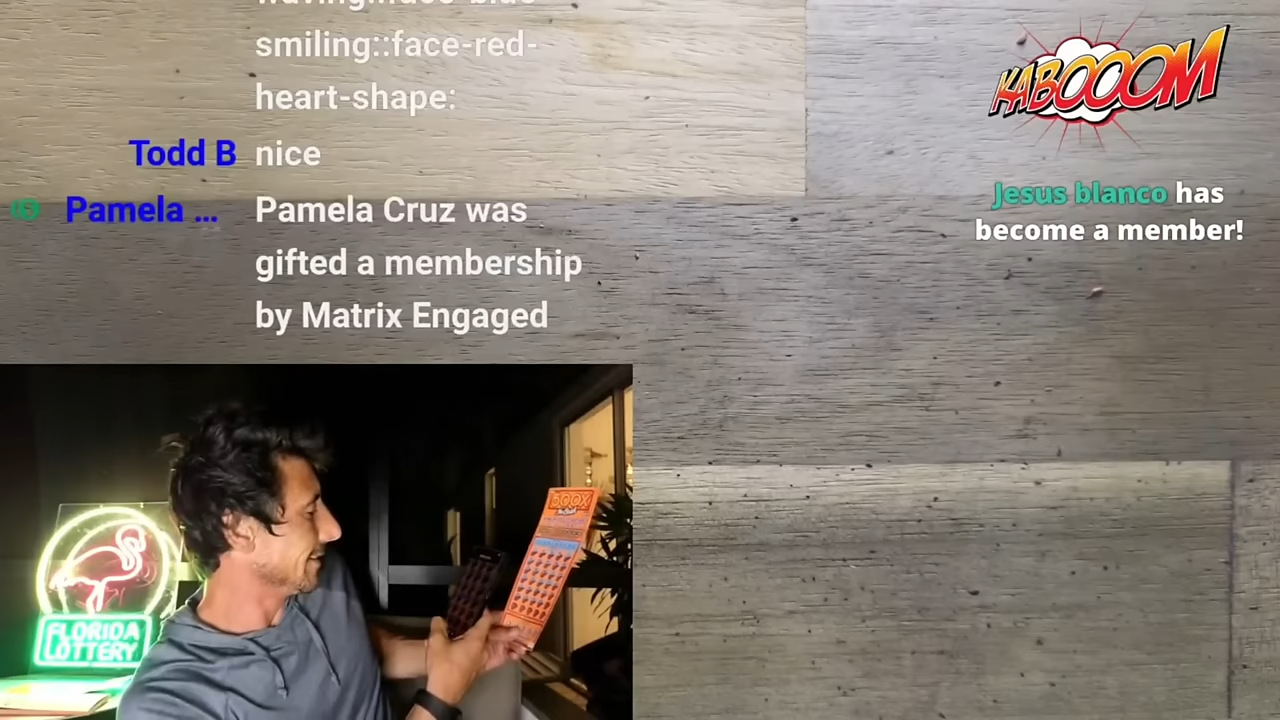 smiling::face-red-
heart-shape:
Todd B nice
Pamela ... Pamela Cruz was
gifted a membership
by Matrix Engaged
KABOOOM
Jesus blanco has
become a member!
500X
FLORIDA
LOTTERY